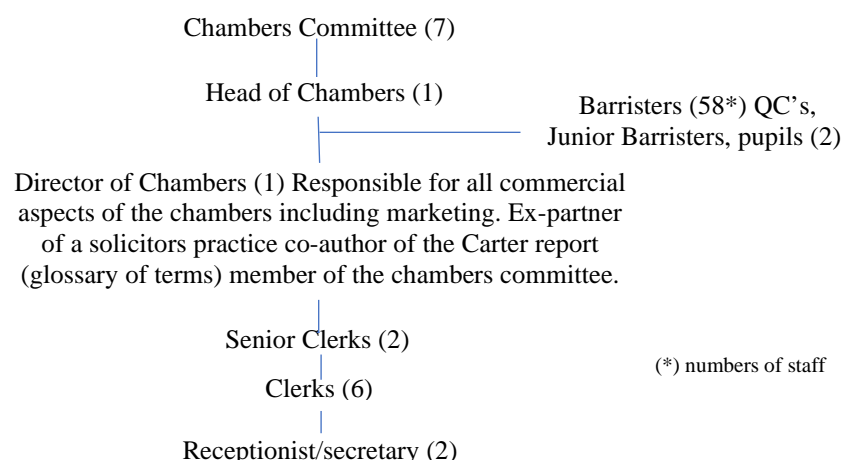 Chambers Committee (7)
Head of Chambers (1)
Barristers (58*) QC's,
Junior Barristers, pupils (2)
Director of Chambers (1) Responsible for all commercial
aspects of the chambers including marketing. Ex-partner
of a solicitors practice co-author of the Carter report
(glossary of terms) member of the chambers committee.
Senior Clerks (2)
(*) numbers of staff
Clerks (6)
Receptionist/secretary (2)